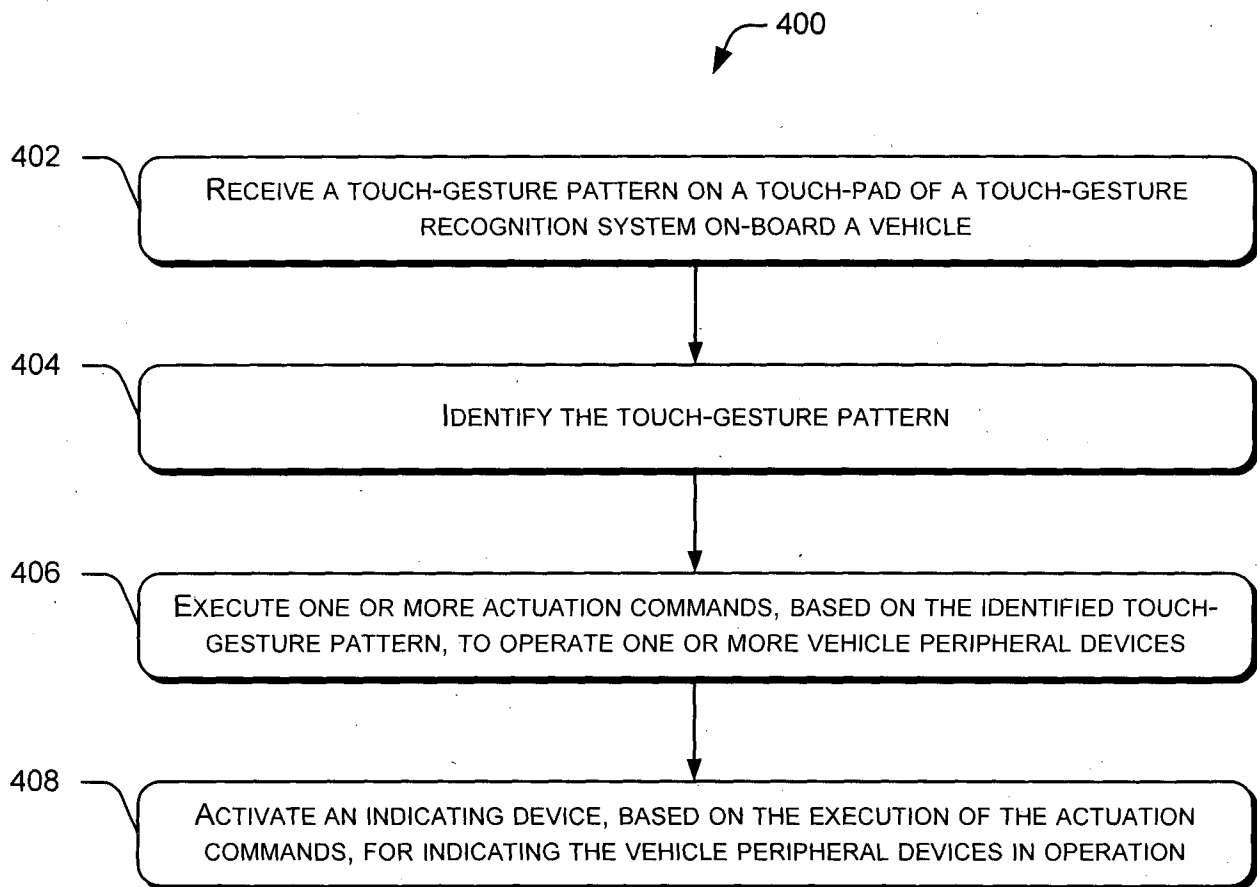 400
402
RECEIVE A TOUCH-GESTURE PATTERN ON A TOUCH-PAD OF A TOUCH-GESTURE
RECOGNITION SYSTEM ON-BOARD A VEHICLE
404
IDENTIFY THE TOUCH-GESTURE PATTERN
406
EXECUTE ONE OR MORE ACTUATION COMMANDS, BASED ON THE IDENTIFIED TOUCH-
GESTURE PATTERN, TO OPERATE ONE OR MORE VEHICLE PERIPHERAL DEVICES
408
ACTIVATE AN INDICATING DEVICE, BASED ON THE EXECUTION OF THE ACTUATION
COMMANDS, FOR INDICATING THE VEHICLE PERIPHERAL DEVICES IN OPERATION